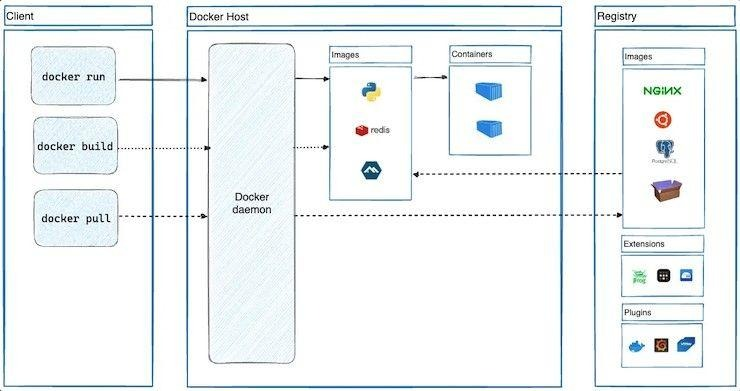 Client
Docker Host
Registry
docker run
docker build
docker pull
Docker
daemon
Images
redis
Containers
Images
NGINX
PostgreSQL
Extensions
JFrog
Plugins